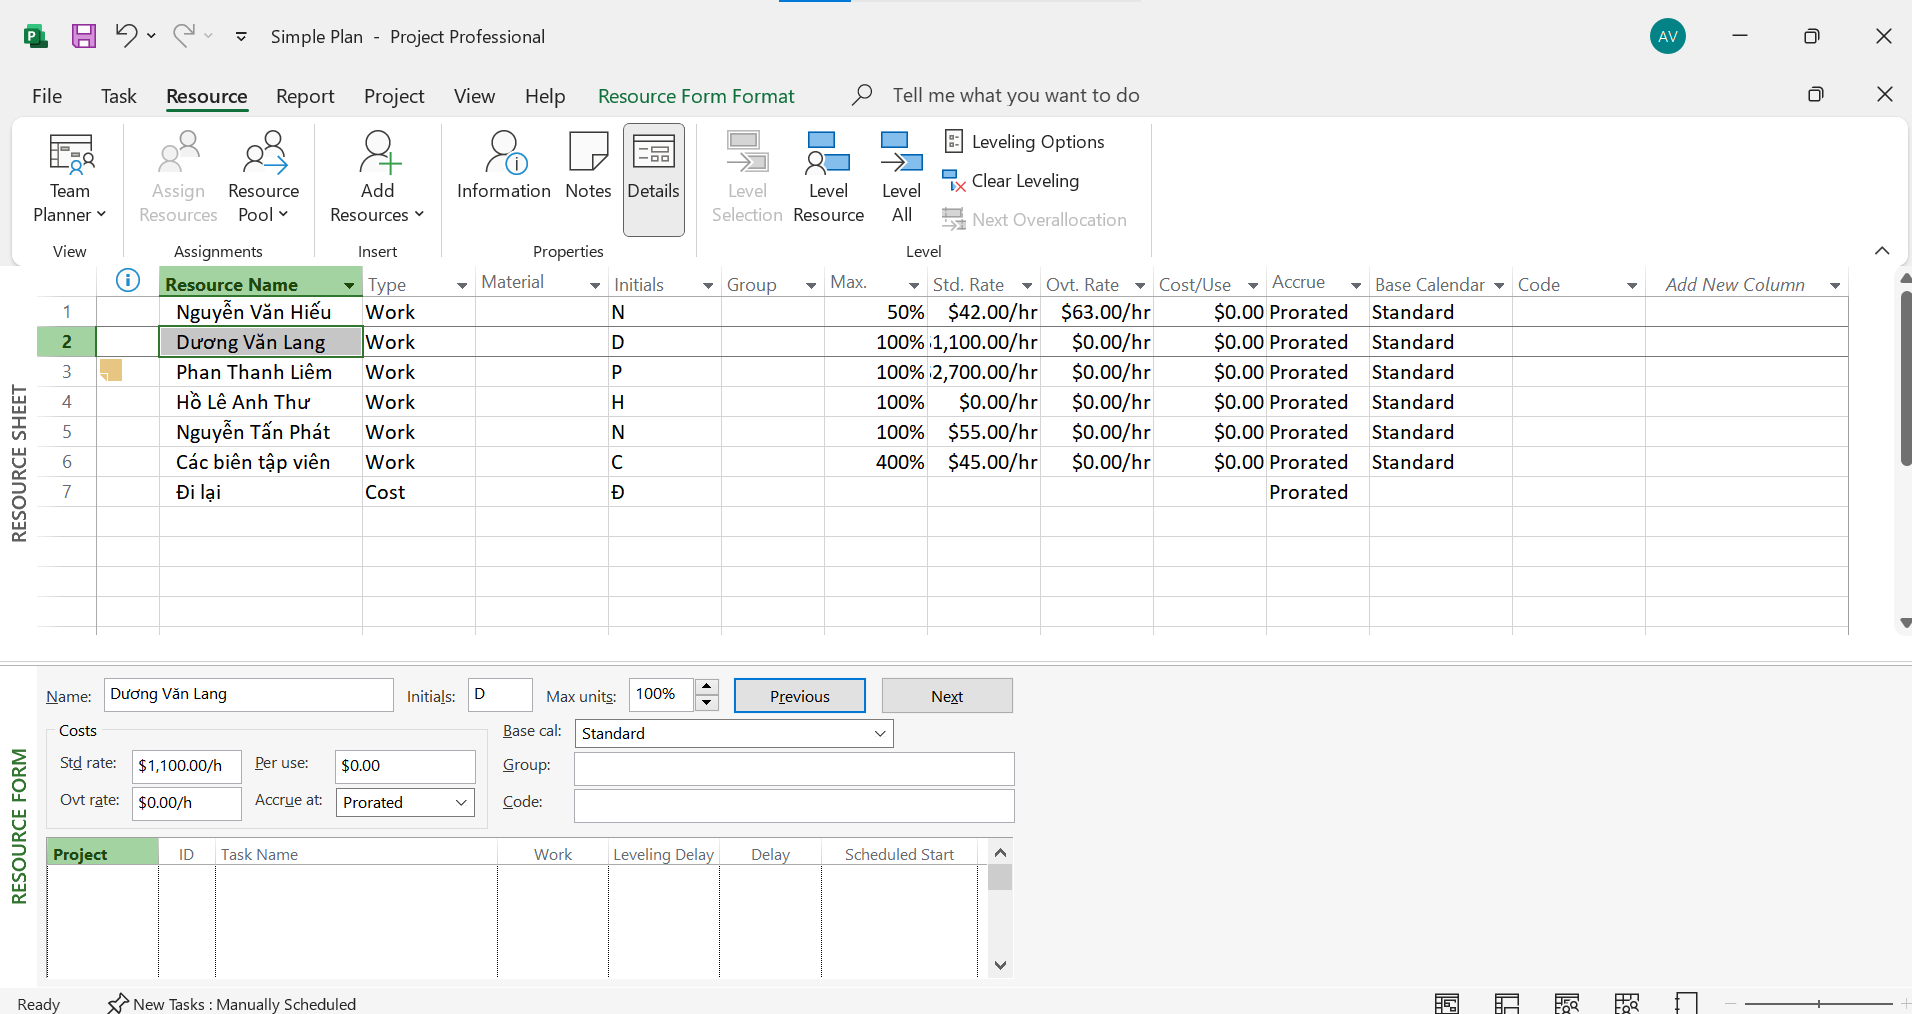 Simple Plan - Project Professional
AV
File Task Resource Report Project View Help Resource Form Format Tell me what you want to do
Team Planner
View
Assign Resources
Resource Pool
Assignments
Add Resources
Insert
Information
Notes
Details
Properties
Level Selection
Level Resource
Level All
Leveling Options
Clear Leveling
Next Overallocation
Level
Resource Name Type Material Initials Group Max. Std. Rate Ovt. Rate Cost/Use Accrue Base Calendar Code Add New Column
1 Nguyễn Văn Hiếu Work N 50% $42.00/hr $63.00/hr $0.00 Prorated Standard
2 Dương Văn Lang Work D 100% 1,100.00/hr $0.00/hr $0.00 Prorated Standard
3 Phan Thanh Liêm Work P 100% 2,700.00/hr $0.00/hr $0.00 Prorated Standard
4 Hồ Lê Anh Thư Work H 100% $0.00/hr $0.00/hr $0.00 Prorated Standard
5 Nguyễn Tấn Phát Work N 100% $55.00/hr $0.00/hr $0.00 Prorated Standard
6 Các biên tập viên Work C 400% $45.00/hr $0.00/hr $0.00 Prorated Standard
7 Đi lại Cost Đ Prorated
RESOURCE SHEET
Name: Dương Văn Lang Initials: D Max units: 100% Previous Next
Costs Base cal: Standard
Std rate: $1,100.00/h Per use: $0.00 Group:
Ovt rate: $0.00/h Accrue at: Prorated Code:
Project ID Task Name Work Leveling Delay Delay Scheduled Start
RESOURCE FORM
Ready New Tasks : Manually Scheduled